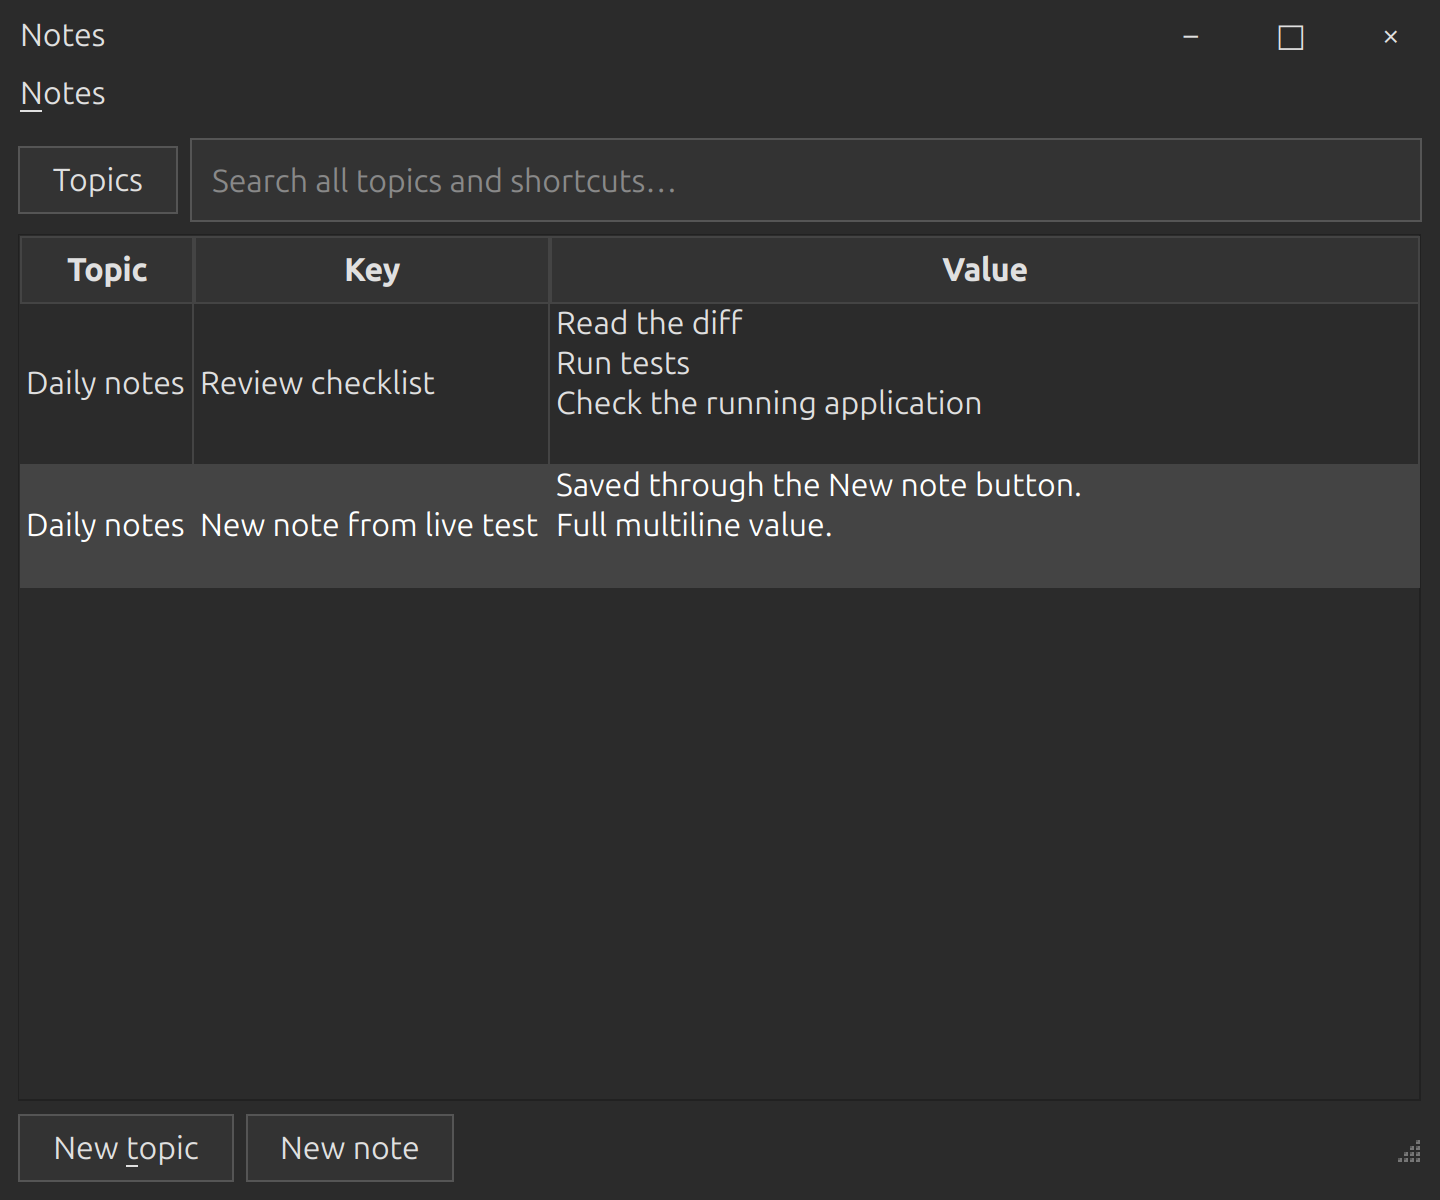 Notes
Notes
Topics
Search all topics and shortcuts...
Topic Key Value
Daily notes Review checklist
Read the diff
Run tests
Check the running application
Daily notes New note from live test
Saved through the New note button.
Full multiline value.
New topic New note